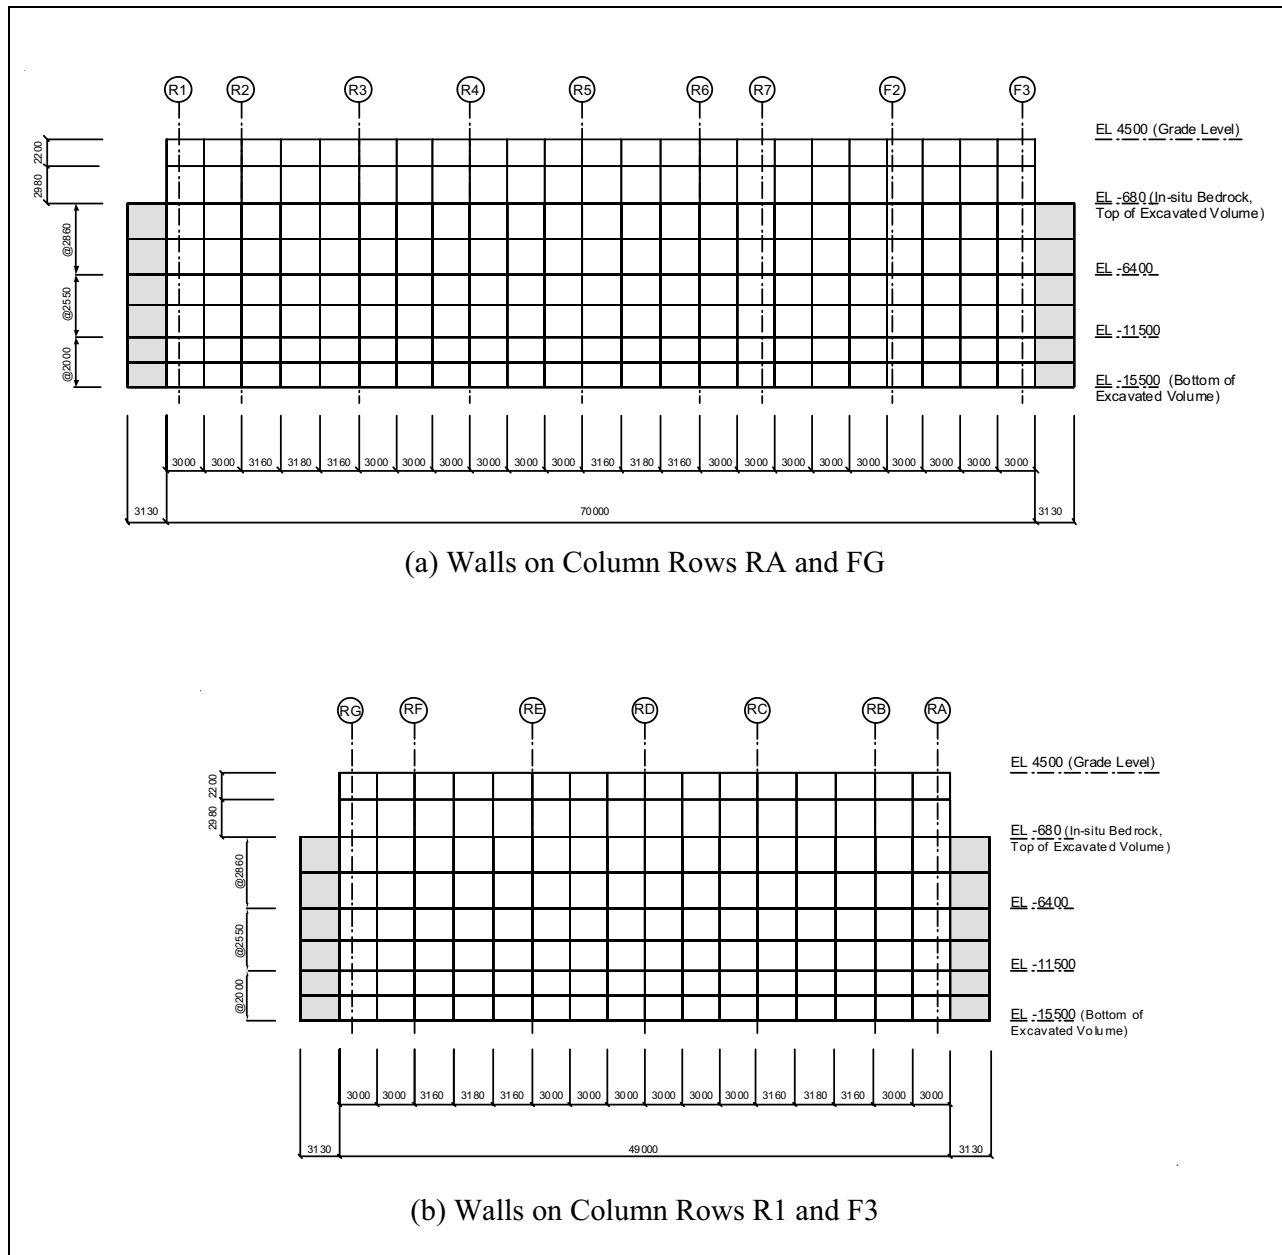 R1 R2 R3 R4 R5 R6 R7 F2 F3
EL 4500 (Grade Level)
2200
2980
EL -680 (In-situ Bedrock,
Top of Excavated Volume)
@2860
EL -6400
@2550
EL -11500
@2000
EL -15500 (Bottom of
Excavated Volume)
3000 3000 3160 3180 3160 3000 3000 3000 3000 3000 3000 3160 3180 3160 3000 3000 3000 3000 3000 3000 3000 3000 3000
3130 70000 3130
(a) Walls on Column Rows RA and FG
RG RF RE RD RC RB RA
EL 4500 (Grade Level)
2200
2980
EL -680 (In-situ Bedrock,
Top of Excavated Volume)
@2860
EL -6400
@2550
EL -11500
@2000
EL -15500 (Bottom of
Excavated Volume)
3000 3000 3160 3180 3160 3000 3000 3000 3000 3000 3000 3160 3180 3160 3000 3000
3130 49000 3130
(b) Walls on Column Rows R1 and F3